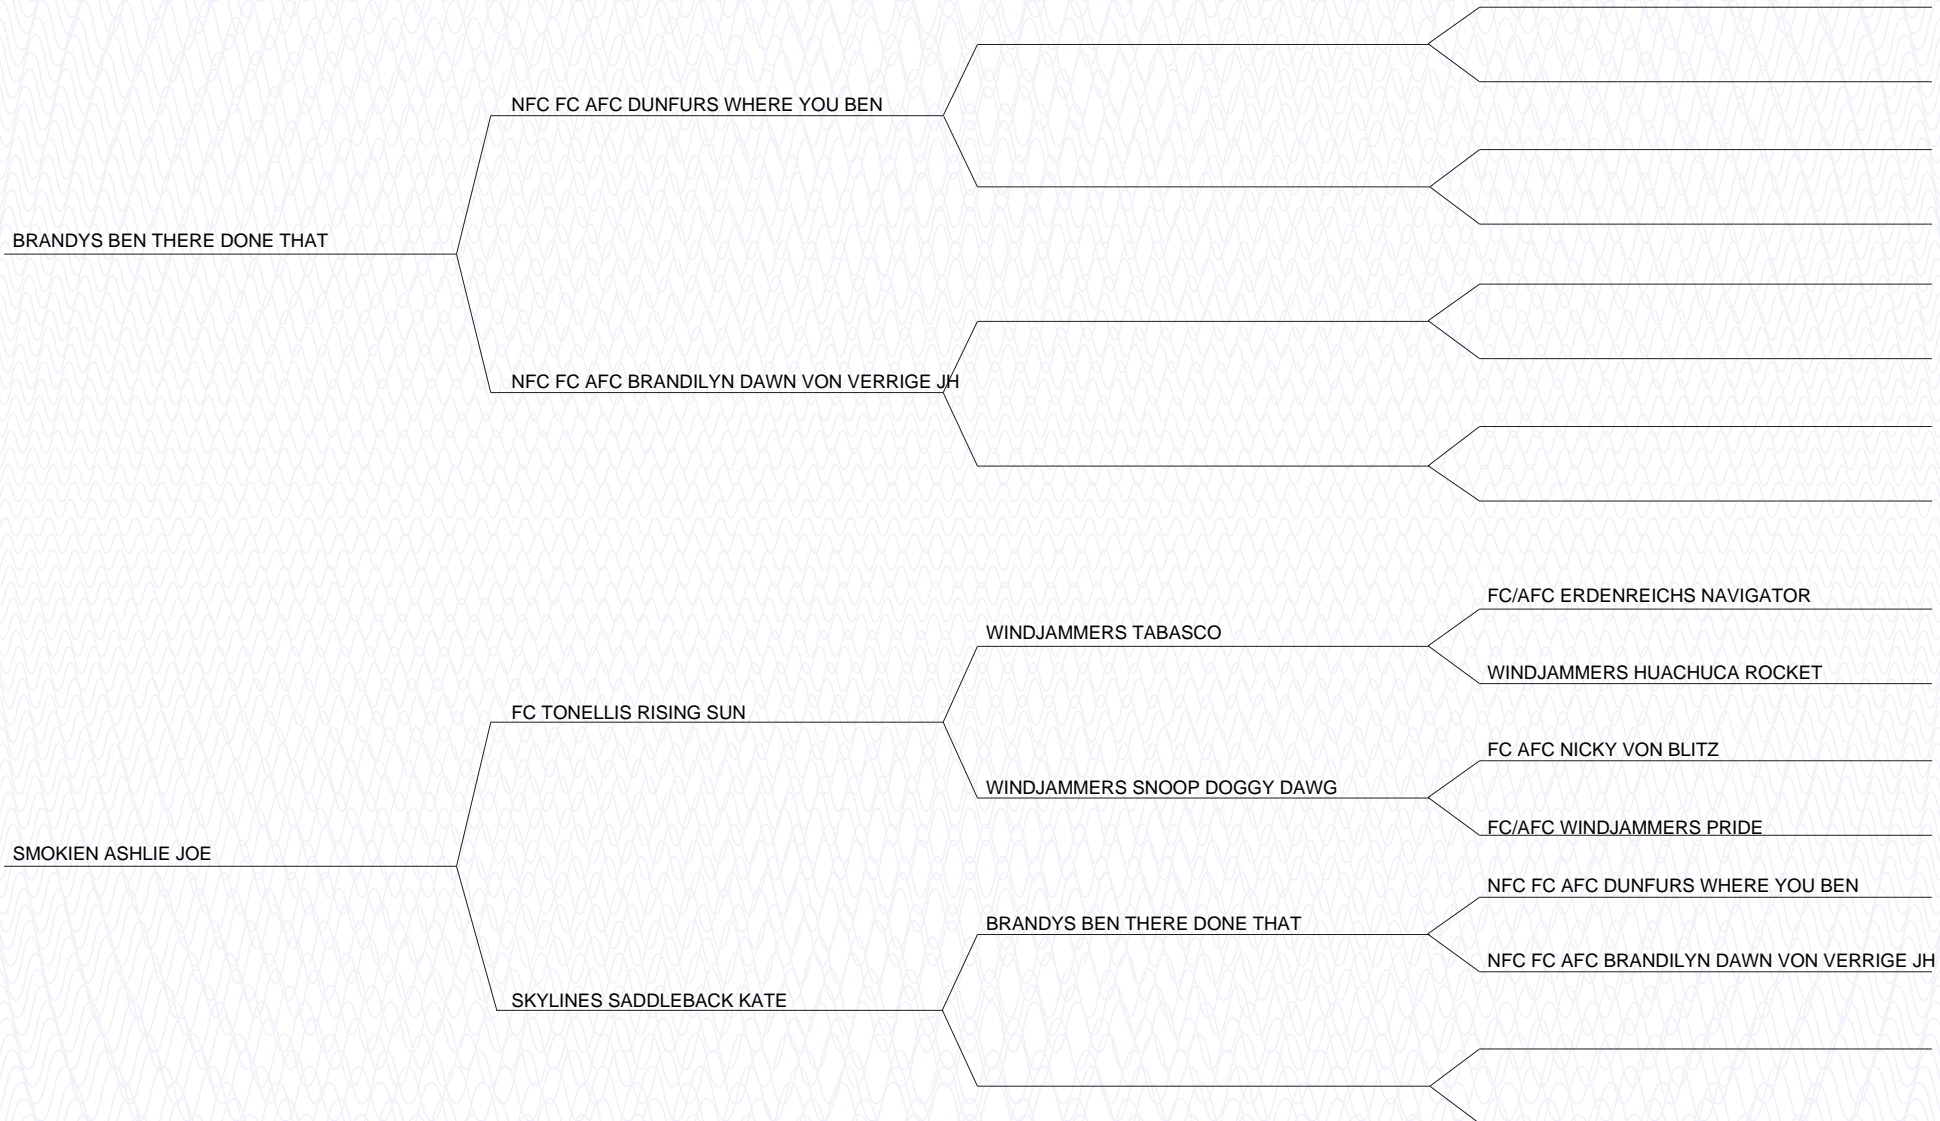 NFC FC AFC DUNFURS WHERE YOU BEN
BRANDYS BEN THERE DONE THAT
NFC FC AFC BRANDILYN DAWN VON VERRIGE JH
FC/AFC ERDENREICHS NAVIGATOR
WINDJAMMERS TABASCO
WINDJAMMERS HUACHUCA ROCKET
FC TONELLIS RISING SUN
FC AFC NICKY VON BLITZ
WINDJAMMERS SNOOP DOGGY DAWG
FC/AFC WINDJAMMERS PRIDE
SMOKIEN ASHLIE JOE
NFC FC AFC DUNFURS WHERE YOU BEN
BRANDYS BEN THERE DONE THAT
NFC FC AFC BRANDILYN DAWN VON VERRIGE JH
SKYLINES SADDLEBACK KATE